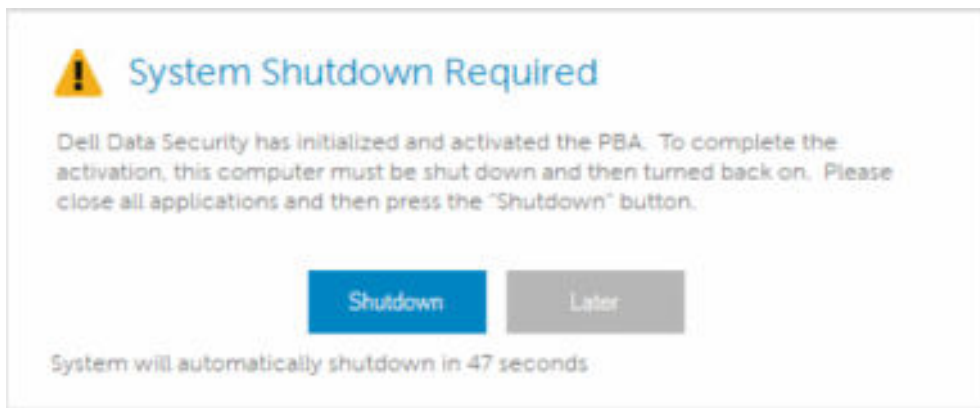 System Shutdown Required
Dell Data Security has initialized and activated the PBA. To complete the
activation, this computer must be shut down and then turned back on. Please
close all applications and then press the "Shutdown" button.
Shutdown
Later
System will automatically shutdown in 47 seconds